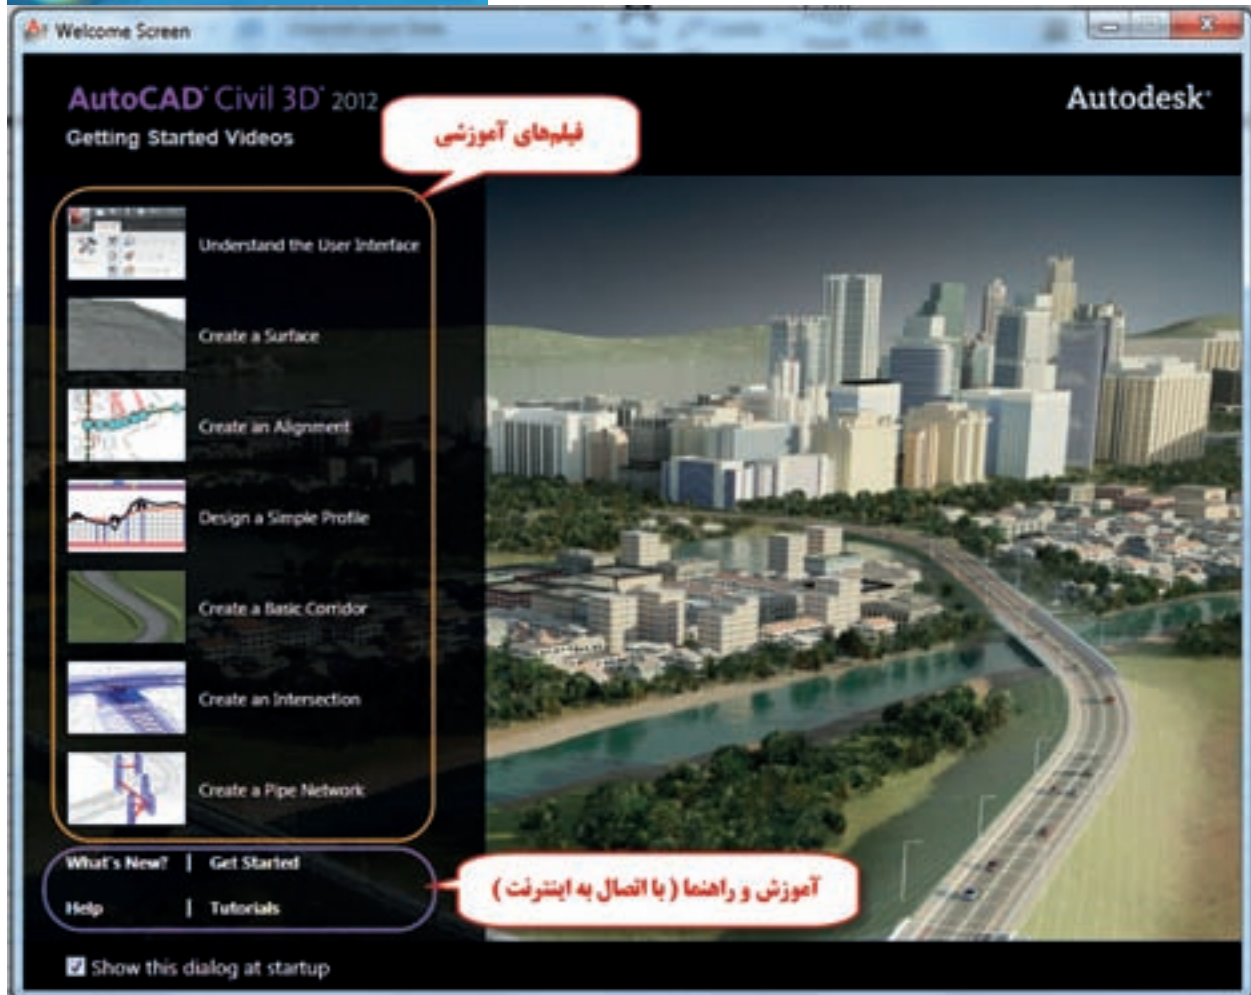 Welcome Screen
AutoCAD® Civil 3D® 2012
Autodesk®
Getting Started Videos
فیلم‌های آموزشی
Understand the User Interface
Create a Surface
Create an Alignment
Design a Simple Profile
Create a Basic Corridor
Create an Intersection
Create a Pipe Network
What's New? | Get Started
Help | Tutorials
آموزش و راهنما ( با اتصال به اینترنت )
Show this dialog at startup